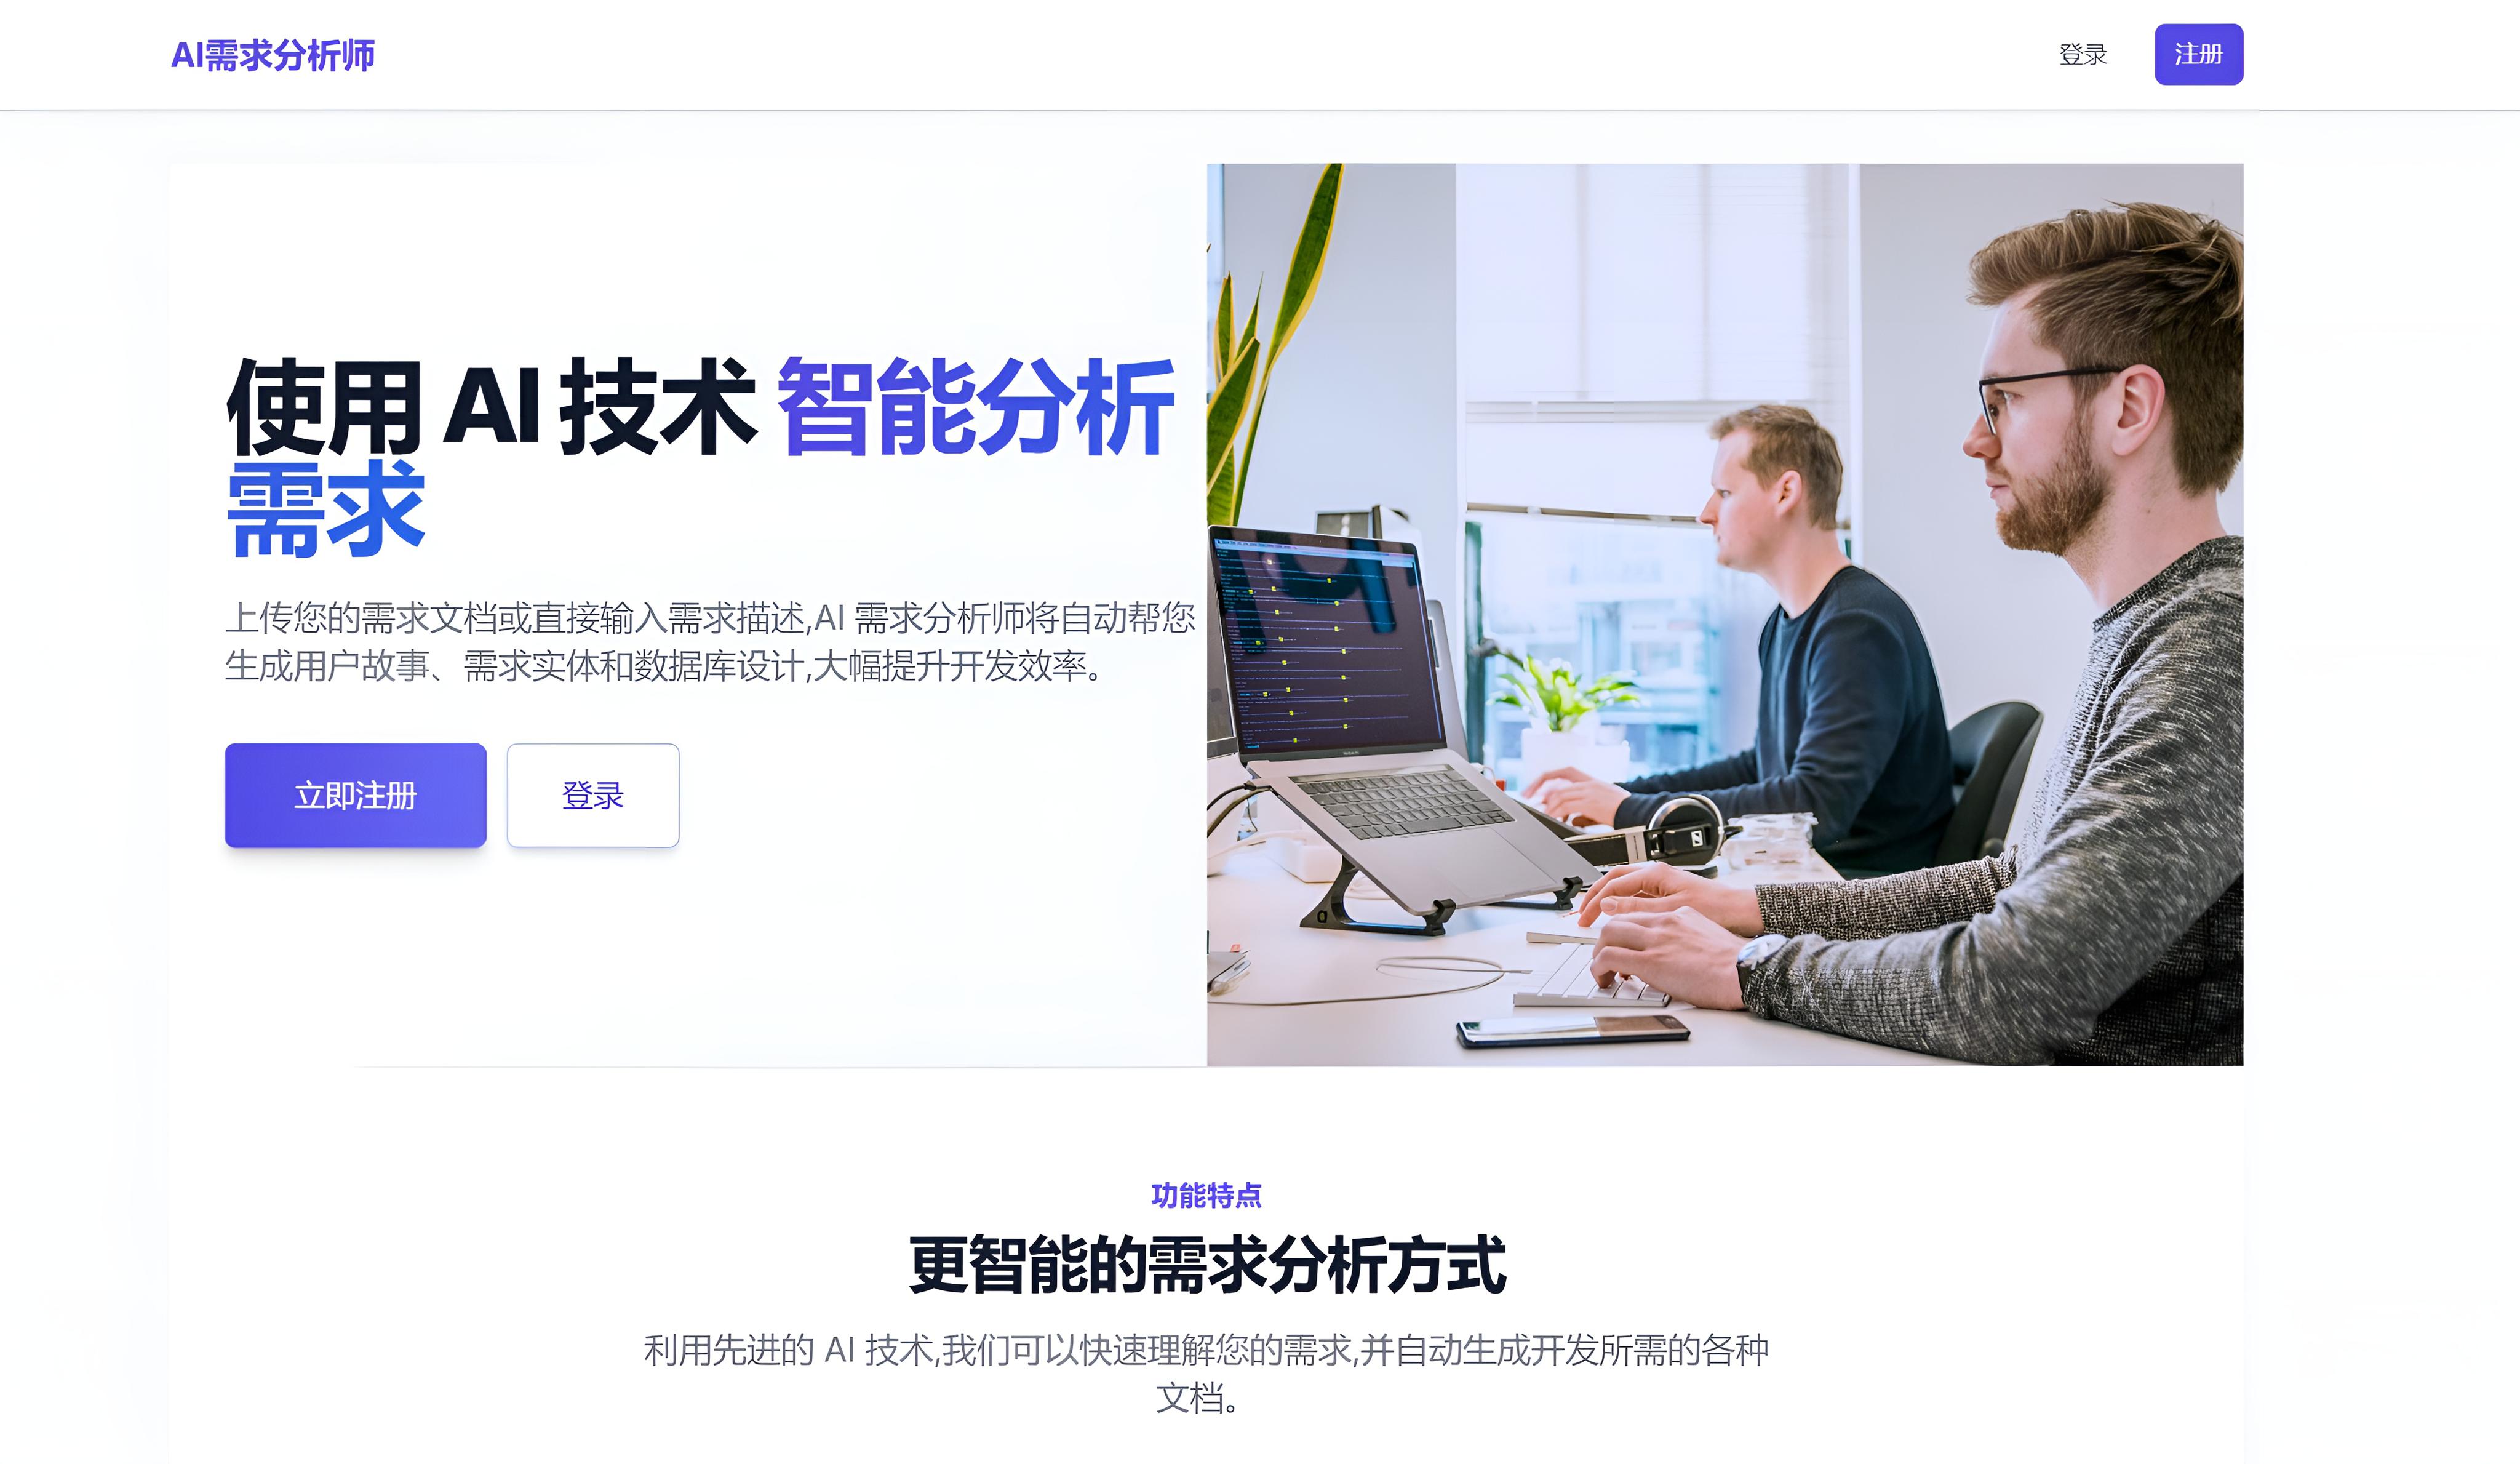 AI需求分析师
登录
注册
使用 AI 技术 智能分析
需求
上传您的需求文档或直接输入需求描述,AI 需求分析师将自动帮您
生成用户故事、需求实体和数据库设计,大幅提升开发效率。
立即注册
登录
功能特点
更智能的需求分析方式
利用先进的 AI 技术,我们可以快速理解您的需求,并自动生成开发所需的各种
文档。